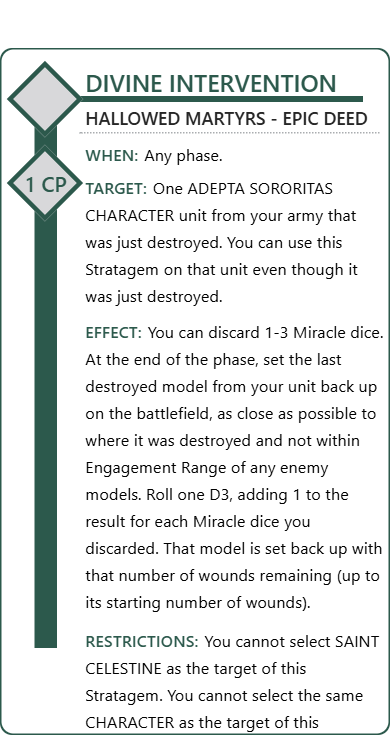 DIVINE INTERVENTION
HALLOWED MARTYRS - EPIC DEED
WHEN: Any phase.
1 CP
TARGET: One ADEPTA SORORITAS
CHARACTER unit from your army that
was just destroyed. You can use this
Stratagem on that unit even though it
was just destroyed.
EFFECT: You can discard 1-3 Miracle dice.
At the end of the phase, set the last
destroyed model from your unit back up
on the battlefield, as close as possible to
where it was destroyed and not within
Engagement Range of any enemy
models. Roll one D3, adding 1 to the
result for each Miracle dice you
discarded. That model is set back up with
that number of wounds remaining (up to
its starting number of wounds).
RESTRICTIONS: You cannot select SAINT
CELESTINE as the target of this
Stratagem. You cannot select the same
CHARACTER as the target of this